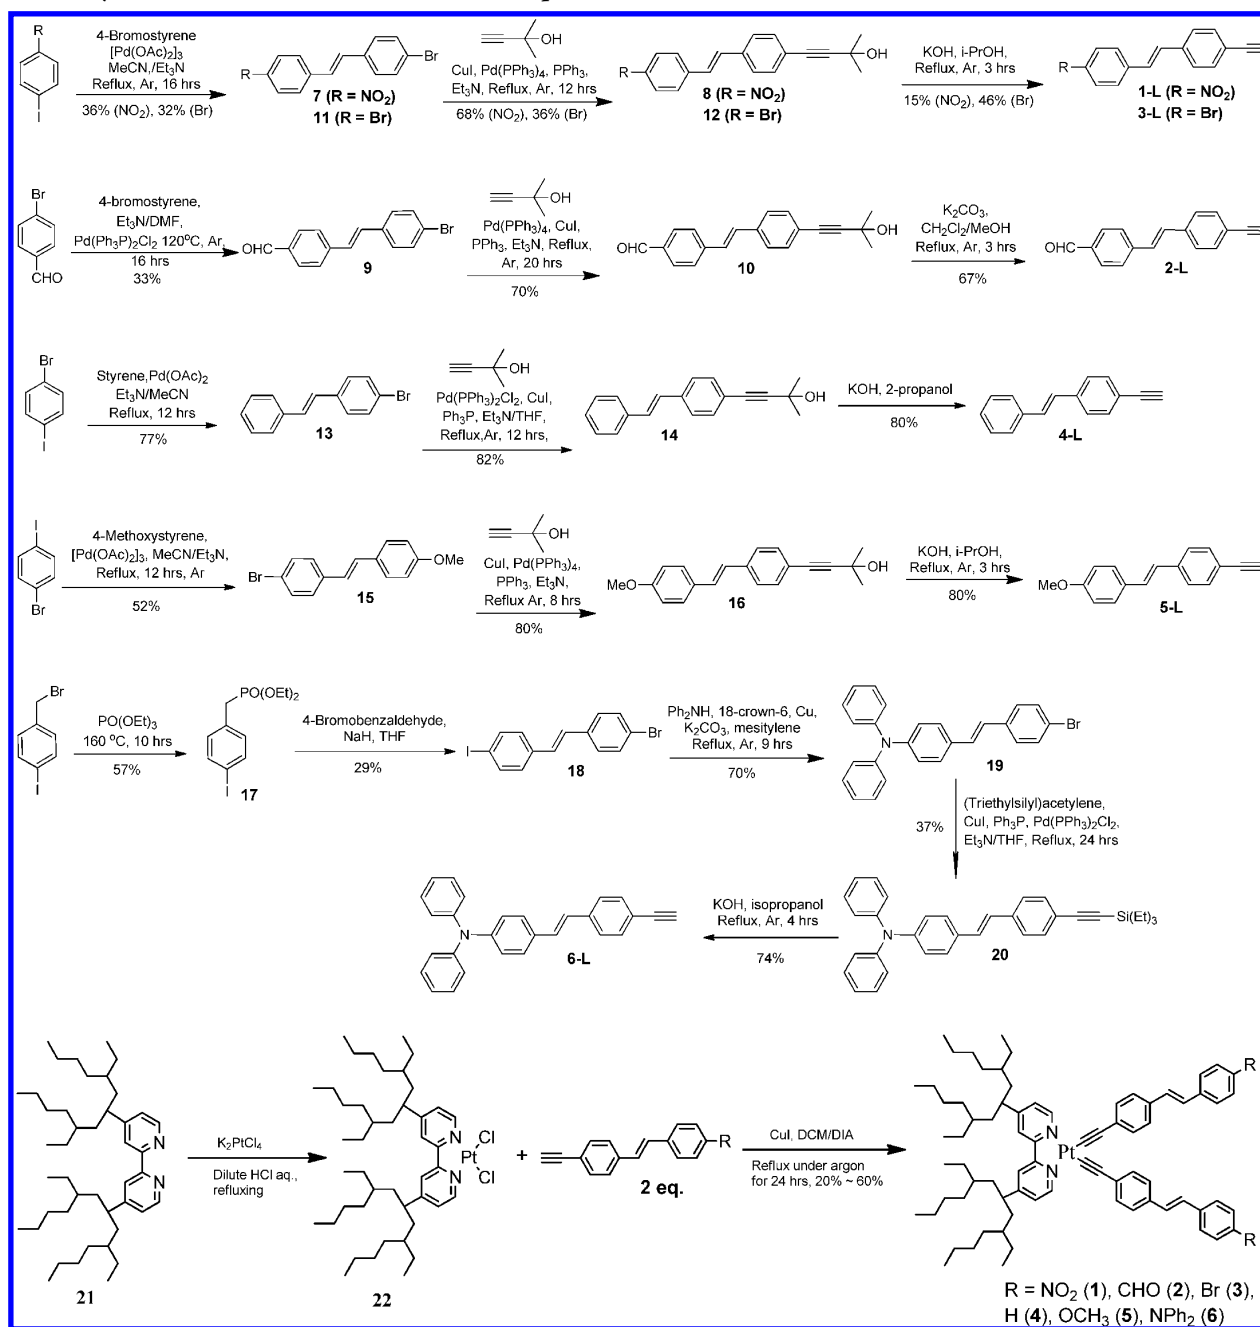 R
I
4-Bromostyrene
[Pd(OAc)2]3
MeCN,/Et3N
Reflux, Ar, 16 hrs
36% (NO2), 32% (Br)
R
Br
7 (R = NO2)
11 (R = Br)
OH
CuI, Pd(PPh3)4, PPh3,
Et3N, Reflux, Ar, 12 hrs
68% (NO2), 36% (Br)
R
OH
8 (R = NO2)
12 (R = Br)
KOH, i-PrOH,
Reflux, Ar, 3 hrs
15% (NO2), 46% (Br)
R
1-L (R = NO2)
3-L (R = Br)
Br
CHO
4-bromostyrene,
Et3N/DMF,
Pd(Ph3P)2Cl2 120°C, Ar,
16 hrs
33%
OHC
Br
9
OH
Pd(PPh3)4, CuI,
PPh3, Et3N, Reflux,
Ar, 20 hrs
70%
OHC
OH
10
K2CO3,
CH2Cl2/MeOH
Reflux, Ar, 3 hrs
67%
OHC
2-L
Br
I
Styrene,Pd(OAc)2
Et3N/MeCN
Reflux, 12 hrs
77%
Br
13
OH
Pd(PPh3)2Cl2, CuI,
Ph3P, Et3N/THF,
Reflux,Ar, 12 hrs,
82%
OH
14
KOH, 2-propanol
80%
4-L
I
Br
4-Methoxystyrene,
[Pd(OAc)2]3, MeCN/Et3N,
Reflux, 12 hrs, Ar
52%
Br
OMe
15
OH
CuI, Pd(PPh3)4,
PPh3, Et3N,
Reflux Ar, 8 hrs
80%
MeO
OH
16
KOH, i-PrOH,
Reflux, Ar, 3 hrs
80%
MeO
5-L
Br
I
PO(OEt)3
160 °C, 10 hrs
57%
PO(OEt)2
I
17
4-Bromobenzaldehyde,
NaH, THF
29%
I
Br
18
Ph2NH, 18-crown-6, Cu,
K2CO3, mesitylene
Reflux, Ar, 9 hrs
70%
N
Br
19
37%
(Triethylsilyl)acetylene,
CuI, Ph3P, Pd(PPh3)2Cl2,
Et3N/THF, Reflux, 24 hrs
N
Si(Et)3
20
KOH, isopropanol
Reflux, Ar, 4 hrs
74%
N
6-L
N
N
21
K2PtCl4
Dilute HCl aq.,
refluxing
N
N
Pt
Cl
Cl
22
+
R
2 eq.
CuI, DCM/DIA
Reflux under argon
for 24 hrs, 20% ~ 60%
N
N
Pt
R
R
R = NO2 (1), CHO (2), Br (3),
H (4), OCH3 (5), NPh2 (6)